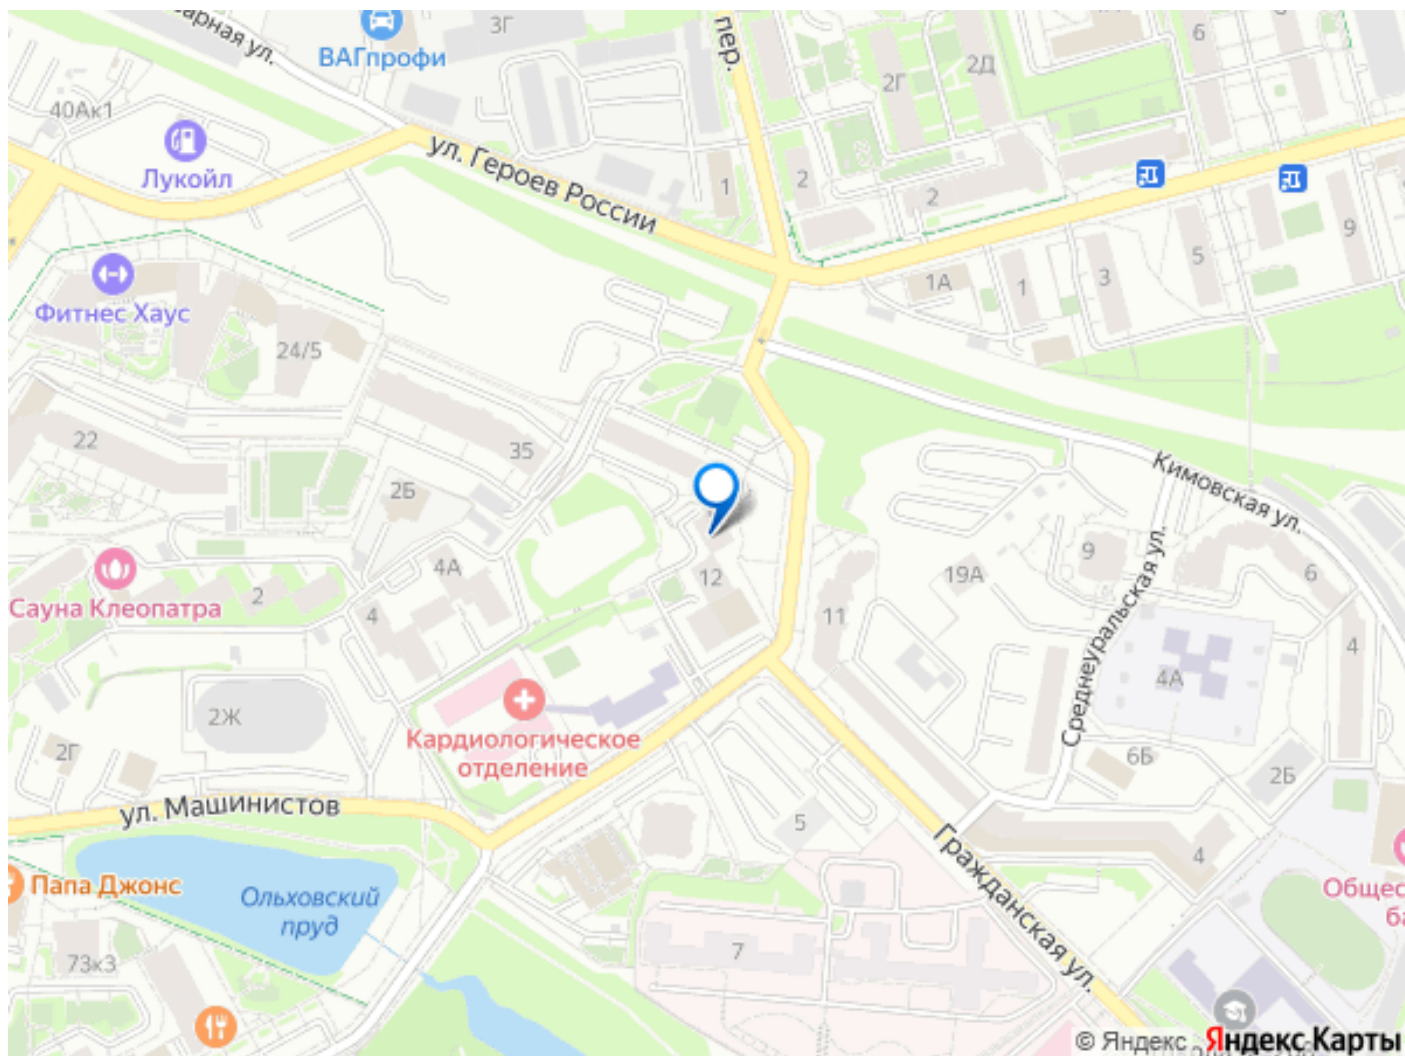 арная ул.
ВАГпрофи
3Г
пер.
2Г
2Д
6
40Ак1
Лукойл
ул. Героев России
1
2
2
1А
1
3
5
9
Фитнес Хаус
24/5
22
35
2Б
Кимовская ул.
Сауна Клеопатра
2
4А
4
12
11
19А
9
6
Среднеуральская ул.
4
4А
2Ж
2Г
Кардиологическое
отделение
6Б
2Б
ул. Машинистов
5
Гражданская ул.
4
Папа Джонс
Ольховский
пруд
Общес
ба
73к3
7
© Яндекс
Яндекс Карты